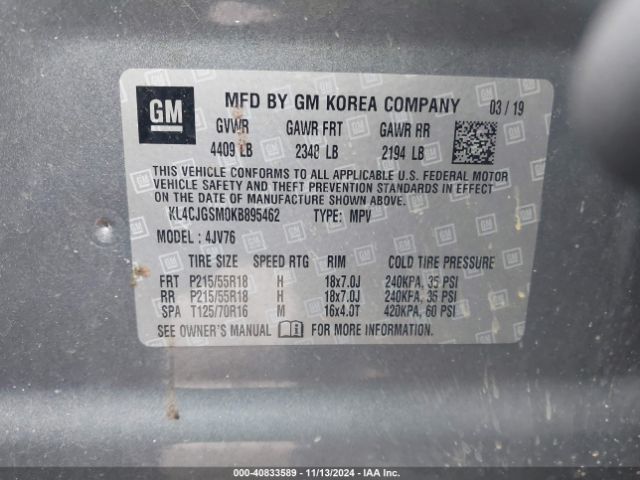 GM
MFD BY GM KOREA COMPANY 03 / 19
GVWR GAWR FRT GAWR RR
4409 LB 2348 LB 2194 LB
THIS VEHICLE CONFORMS TO ALL APPLICABLE U.S. FEDERAL MOTOR
VEHICLE SAFETY AND THEFT PREVENTION STANDARDS IN EFFECT
ON THE DATE OF MANUFACTURE SHOWN ABOVE.
KL4CJGSM0KB895462 TYPE: MPV
MODEL : 4JV76
TIRE SIZE SPEED RTG RIM COLD TIRE PRESSURE
FRT P215/55R18 H 18x7.0J 240KPA, 35 PSI
RR P215/55R18 H 18x7.0J 240KPA, 35 PSI
SPA T125/70R16 M 16x4.0T 420KPA, 60 PSI
SEE OWNER'S MANUAL FOR MORE INFORMATION.
000-40833589 - 11/13/2024 - IAA Inc.